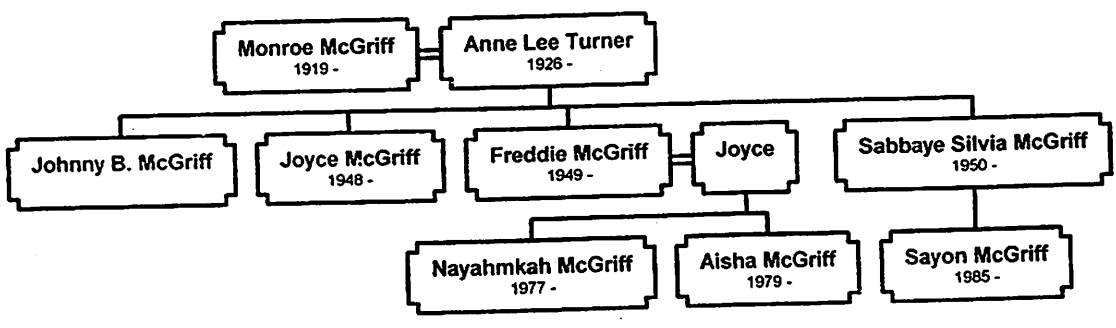 Monroe McGriff
1919 -
Anne Lee Turner
1926 -
Johnny B. McGriff
Joyce McGriff
1948 -
Freddie McGriff
1949 -
Joyce
Sabbaye Silvia McGriff
1950 -
Nayahmkah McGriff
1977 -
Aisha McGriff
1979 -
Sayon McGriff
1985 -